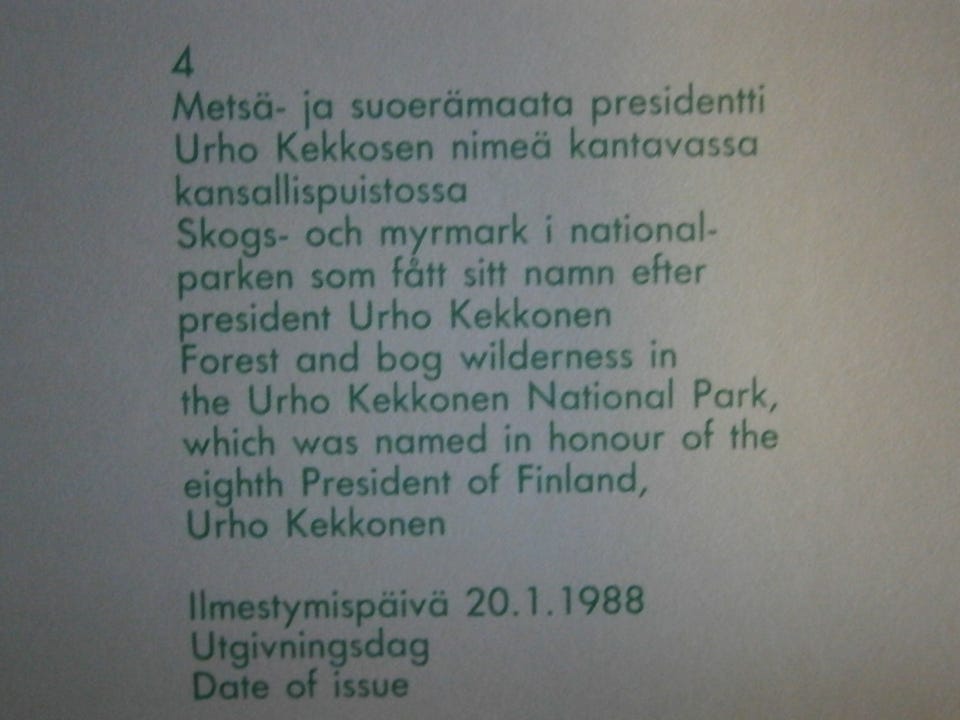 4
Metsä- ja suoerämaata presidentti
Urho Kekkosen nimeä kantavassa
kansallispuistossa
Skogs- och myrmark i national-
parken som fått sitt namn efter
president Urho Kekkonen
Forest and bog wilderness in
the Urho Kekkonen National Park,
which was named in honour of the
eighth President of Finland,
Urho Kekkonen
Ilmestymispäivä 20.1.1988
Utgivningsdag
Date of issue